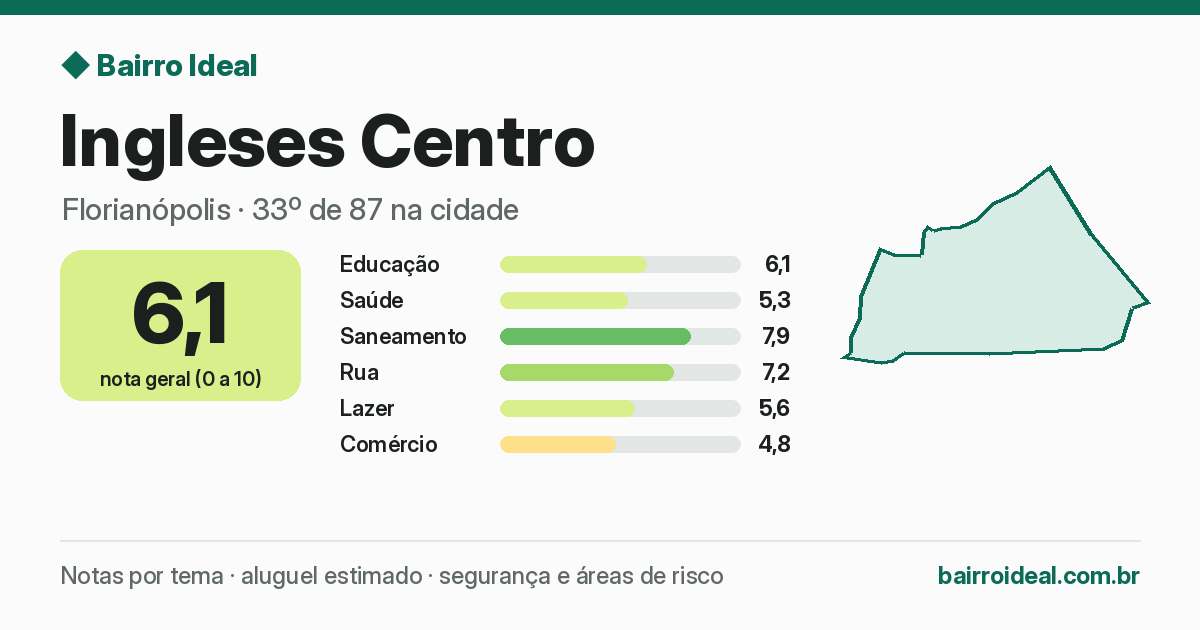 Bairro Ideal
Ingleses Centro
Florianópolis · 33º de 87 na cidade
6,1
nota geral (0 a 10)
Educação 6,1
Saúde 5,3
Saneamento 7,9
Rua 7,2
Lazer 5,6
Comércio 4,8
Notas por tema · aluguel estimado · segurança e áreas de risco
bairroideal.com.br